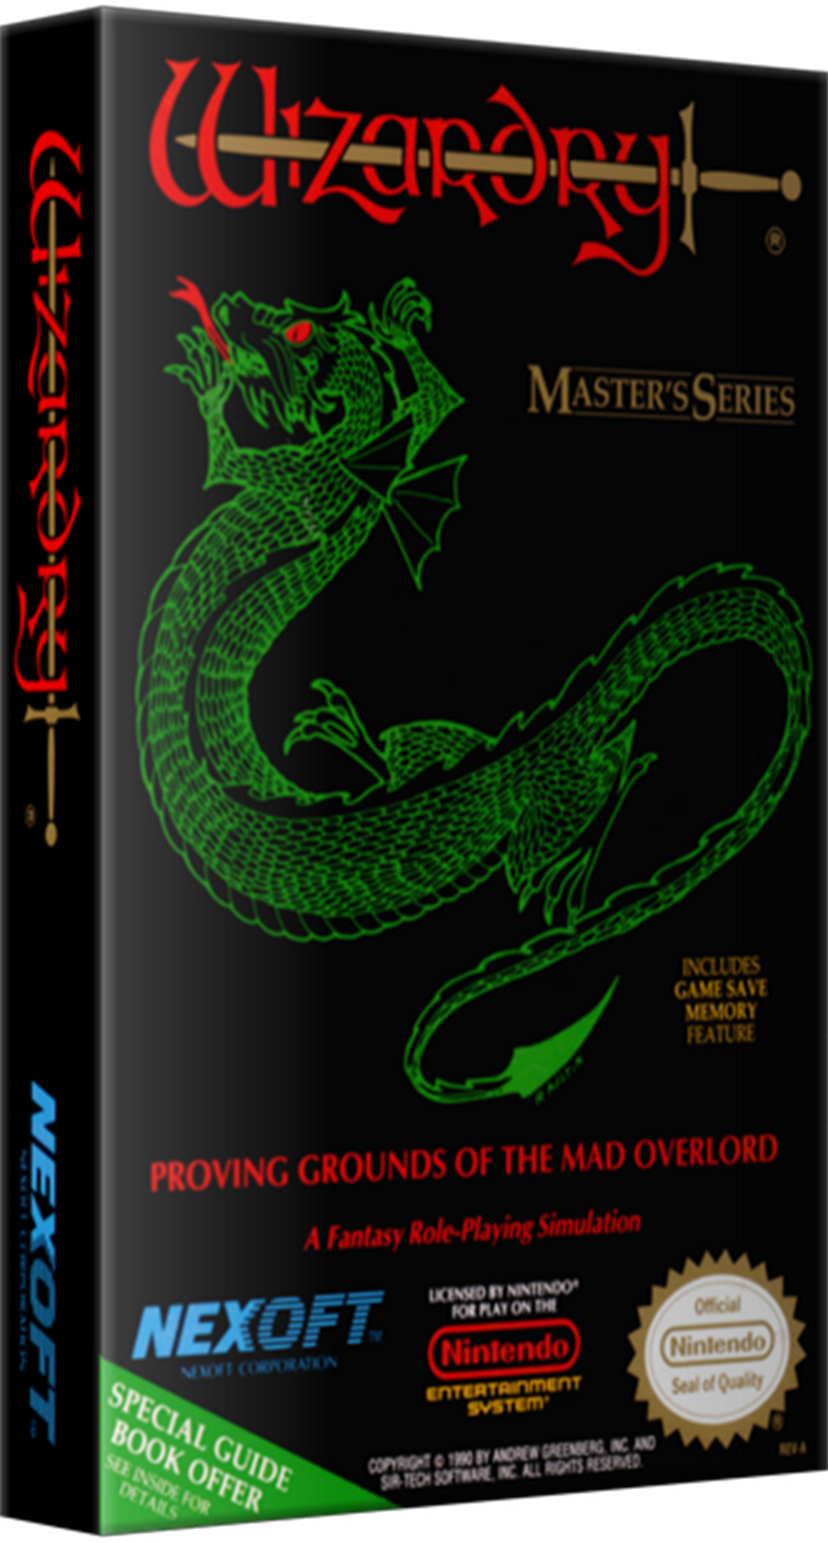 Wizardry
®
MASTER'S SERIES
INCLUDES
GAME SAVE
MEMORY
FEATURE
PROVING GROUNDS OF THE MAD OVERLORD
A Fantasy Role-Playing Simulation
NEXOFT™
NEXOFT CORPORATION
LICENSED BY NINTENDO®
FOR PLAY ON THE
Nintendo
ENTERTAINMENT
SYSTEM®
Official
Nintendo
Seal of Quality
®
REV-A
SPECIAL GUIDE
BOOK OFFER
SEE INSIDE FOR
DETAILS
COPYRIGHT © 1990 BY ANDREW GREENBERG, INC. AND
SIR-TECH SOFTWARE, INC. ALL RIGHTS RESERVED.
Wizardry
®
NEXOFT™
NEXOFT CORPORATION